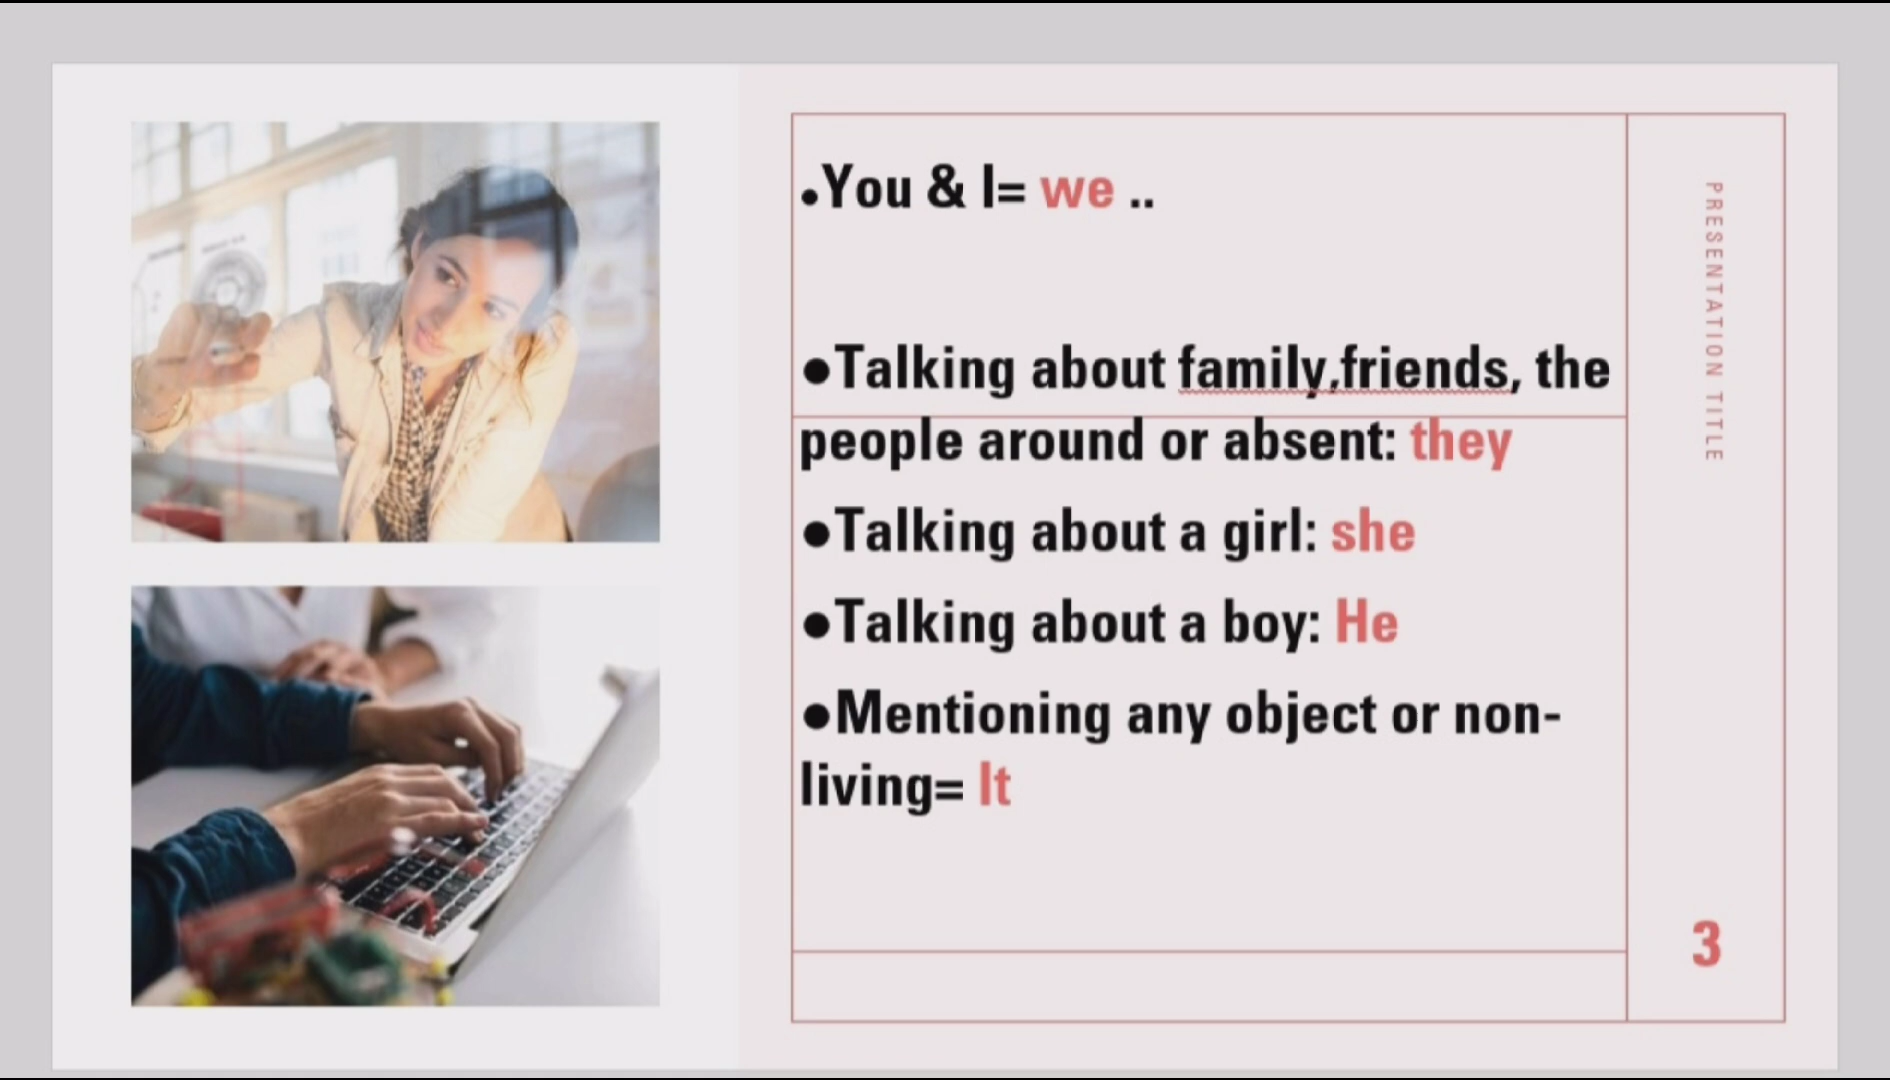 •You & I= we ..
●Talking about family,friends, the
people around or absent: they
●Talking about a girl: she
●Talking about a boy: He
●Mentioning any object or non-
living= It
PRESENTATION TITLE
3